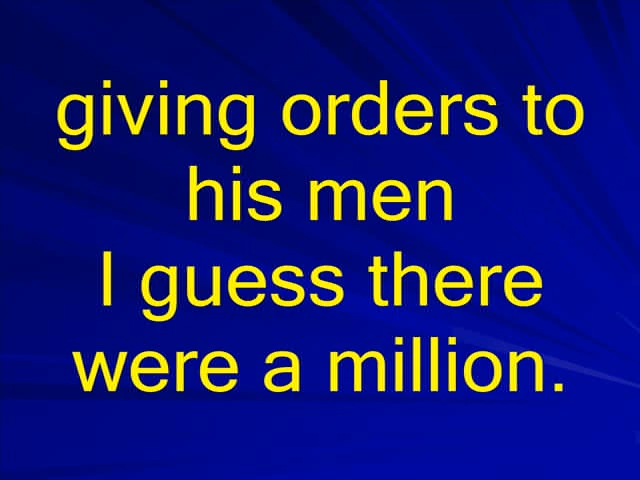 giving orders to
his men
I guess there
were a million.